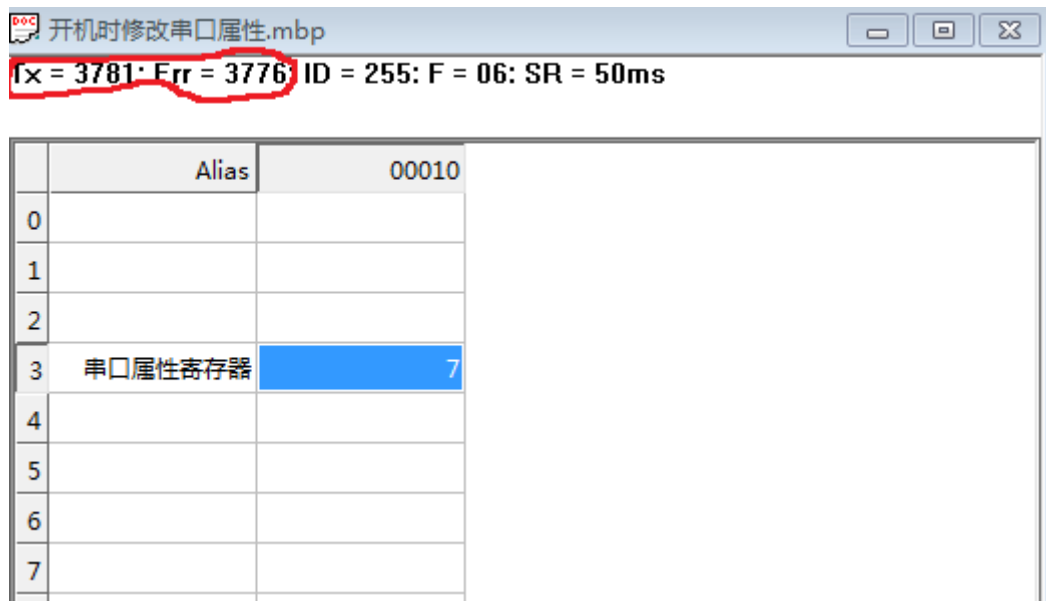 开机时修改串口属性.mbp
Tx = 3781: Err = 3776: ID = 255: F = 06: SR = 50ms
Alias 00010
0
1
2
3 串口属性寄存器 7
4
5
6
7